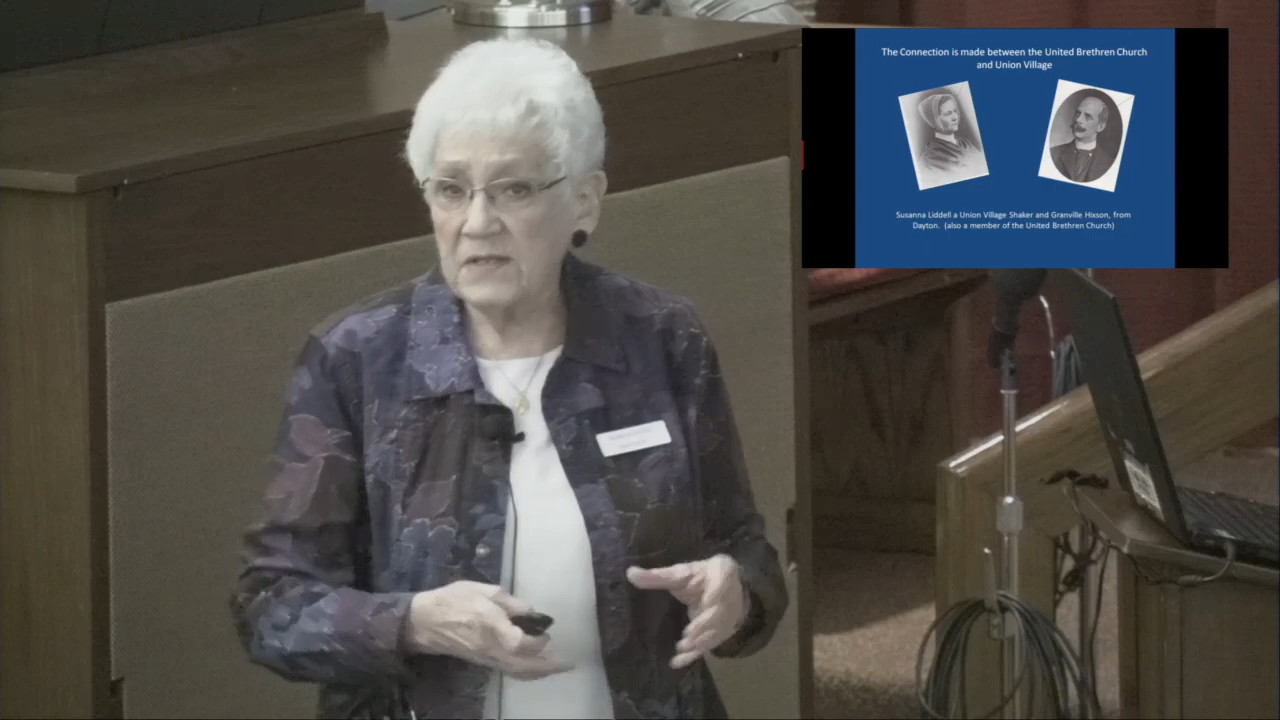 The Connection is made between the United Brethren Church
and Union Village
Susanna Liddell a Union Village Shaker and Granville Hixson, from
Dayton.  (also a member of the United Brethren Church)